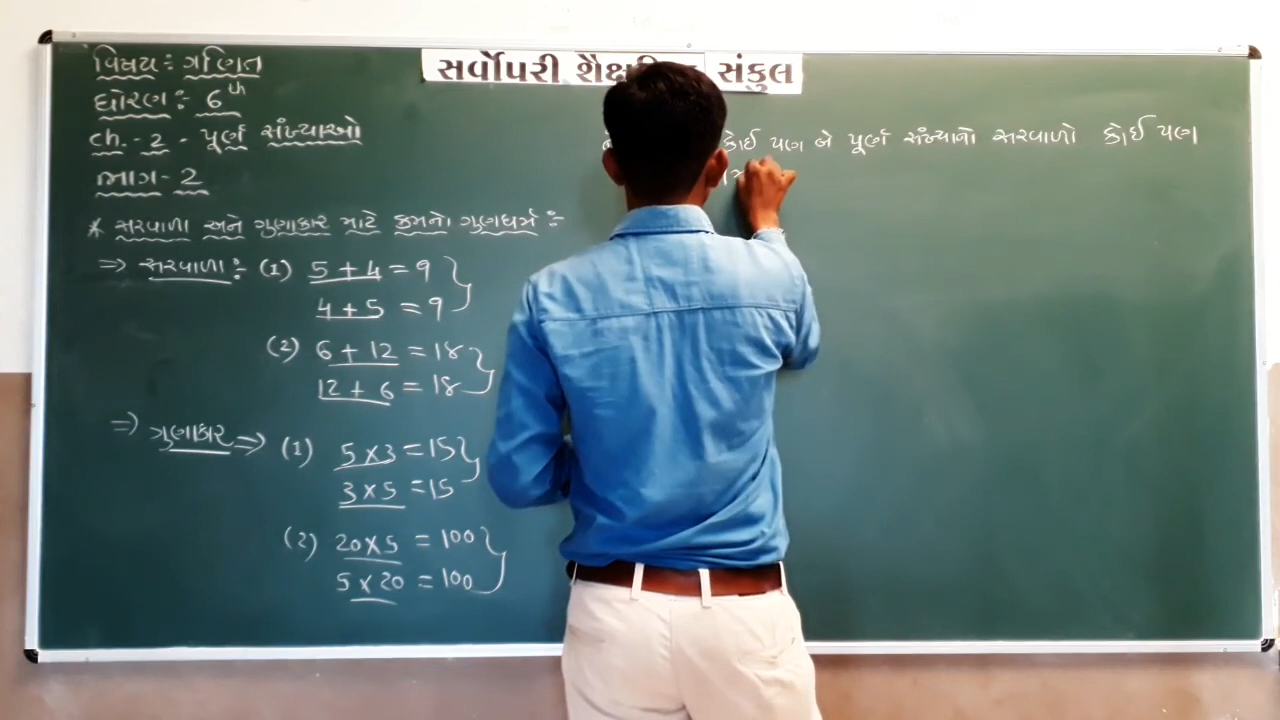 સર્વોપરી સંકુલ
વિષય :- ગણિત
ધોરણ :- 6th
ch. - 2 - પૂર્ણ સંખ્યાઓ
ભાગ - 2
* સરવાળા અને ગુણાકાર માટે ક્રમનો ગુણધર્મ :-
=> સરવાળા :- (1) 5 + 4 = 9
4 + 5 = 9
(2) 6 + 12 = 18
12 + 6 = 18
=> ગુણાકાર => (1) 5 × 3 = 15
3 × 5 = 15
(2) 20 × 5 = 100
5 × 20 = 100
કોઈ પણ બે પૂર્ણ સંખ્યાનો સરવાળો કોઈ પણ